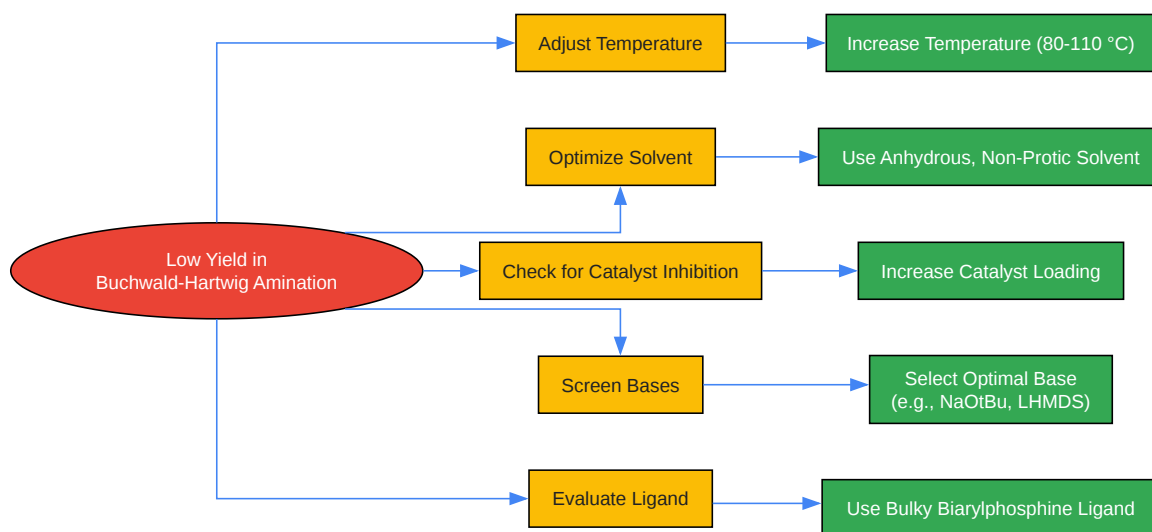 Adjust Temperature
Increase Temperature (80-110 °C)
Optimize Solvent
Use Anhydrous, Non-Protic Solvent
Low Yield in
Buchwald-Hartwig Amination
Check for Catalyst Inhibition
Increase Catalyst Loading
Screen Bases
Select Optimal Base
(e.g., NaOtBu, LHMDS)
Evaluate Ligand
Use Bulky Biarylphosphine Ligand